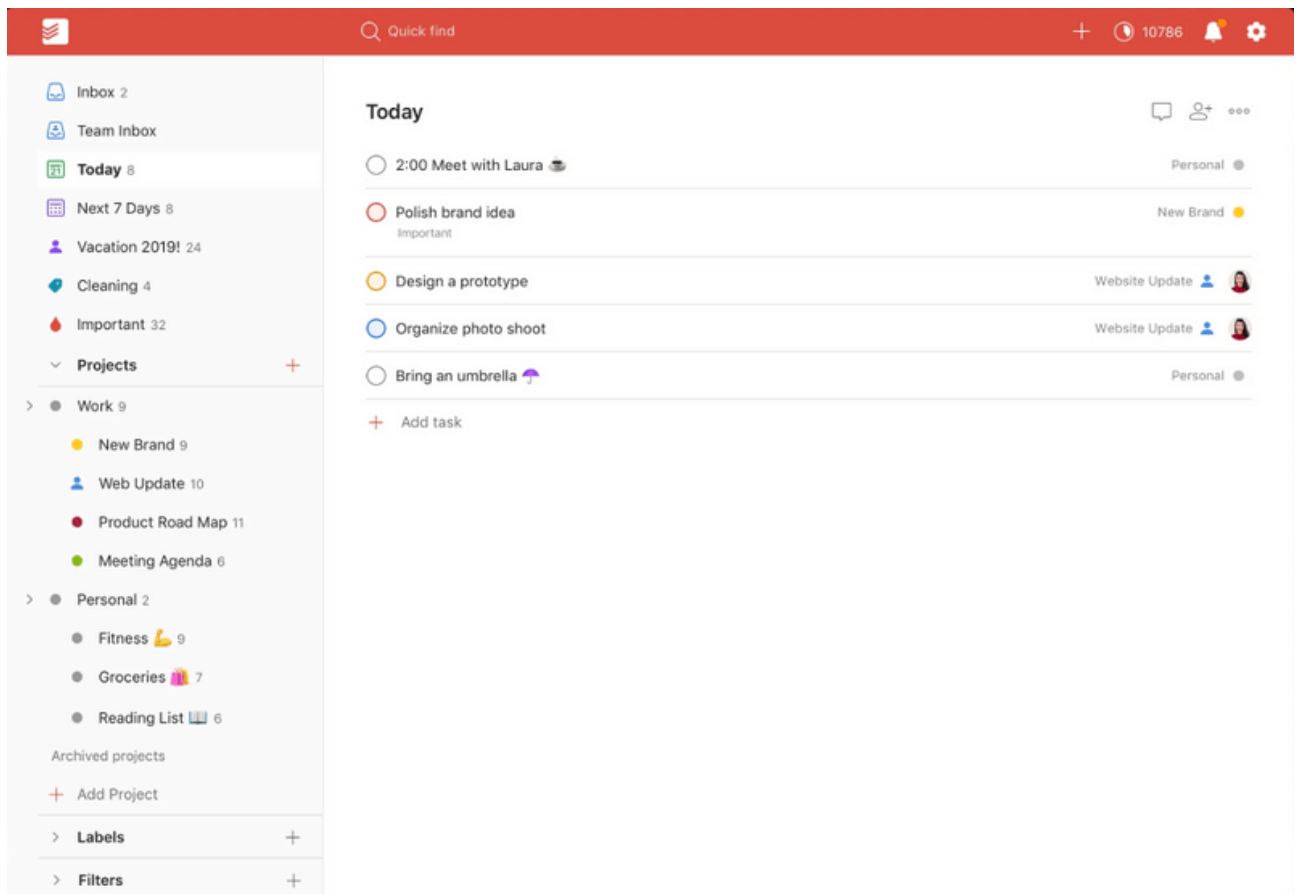 Quick find
10786
Inbox 2
Team Inbox
21 Today 8
Next 7 Days 8
Vacation 2019! 24
Cleaning 4
Important 32
Projects
Work 9
New Brand 9
Web Update 10
Product Road Map 11
Meeting Agenda 6
Personal 2
Fitness 💪 9
Groceries 🛍️ 7
Reading List 📖 6
Archived projects
Add Project
Labels
Filters
Today
2:00 Meet with Laura ☕ Personal
Polish brand idea New Brand
Important
Design a prototype Website Update
Organize photo shoot Website Update
Bring an umbrella ☂️ Personal
Add task